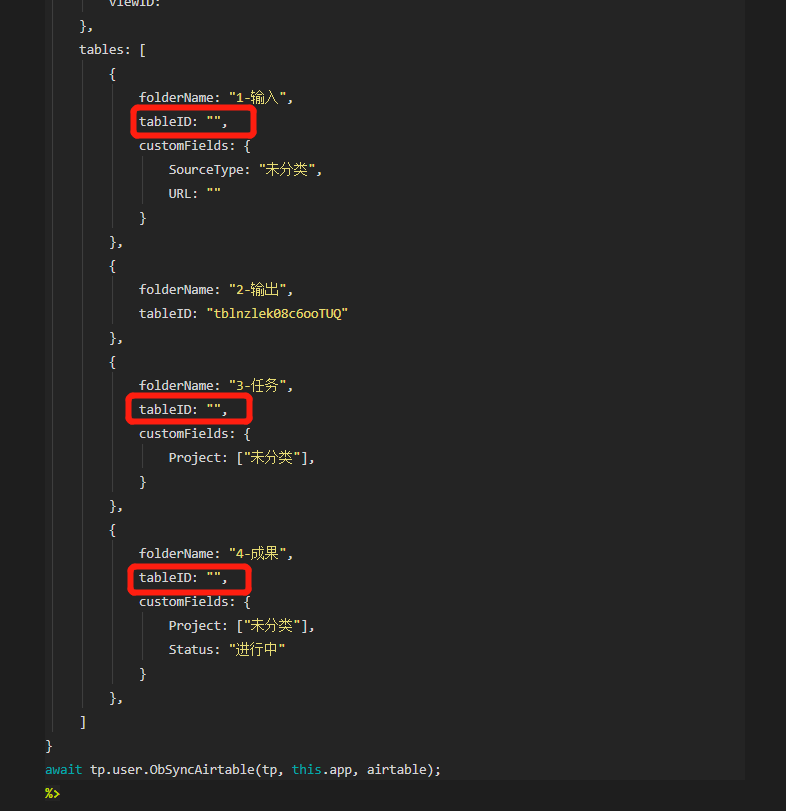 viewID:
},
tables: [
{
folderName: "1-输入",
tableID: "",
customFields: {
SourceType: "未分类",
URL: ""
}
},
{
folderName: "2-输出",
tableID: "tblnzlek08c6ooTUQ"
},
{
folderName: "3-任务",
tableID: "",
customFields: {
Project: ["未分类"],
}
},
{
folderName: "4-成果",
tableID: "",
customFields: {
Project: ["未分类"],
Status: "进行中"
}
},
]
}
await tp.user.ObSyncAirtable(tp, this.app, airtable);
%>